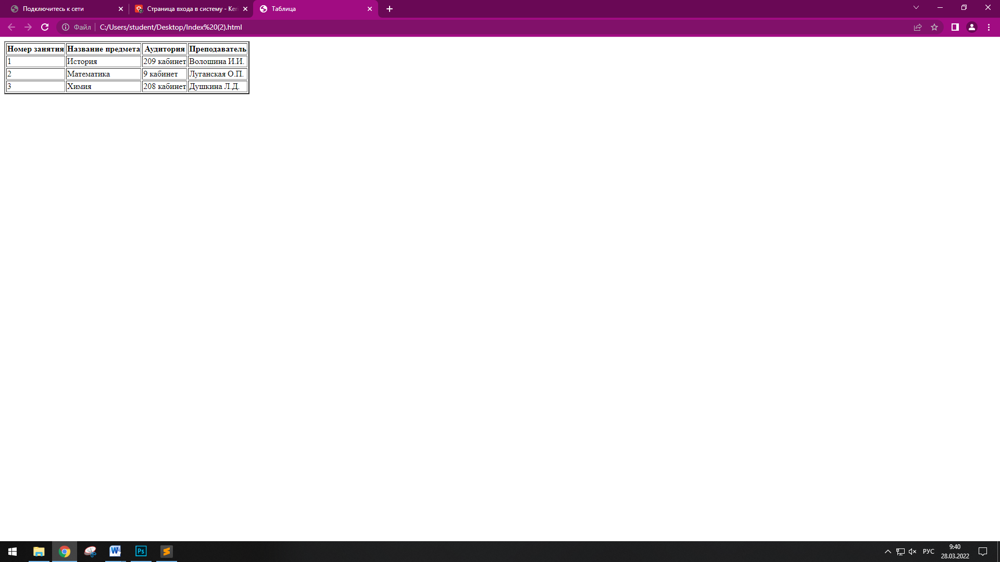 Подключитесь к сети
Страница входа в систему - Ker
Таблица
Файл
C:/Users/student/Desktop/Index%20(2).html
Номер занятия Название предмета Аудитория Преподаватель
1 История 209 кабинет Волошина И.И.
2 Математика 9 кабинет Луганская О.П.
3 Химия 208 кабинет Душкина Л.Д.
W Ps РУС 9:40
28.03.2022